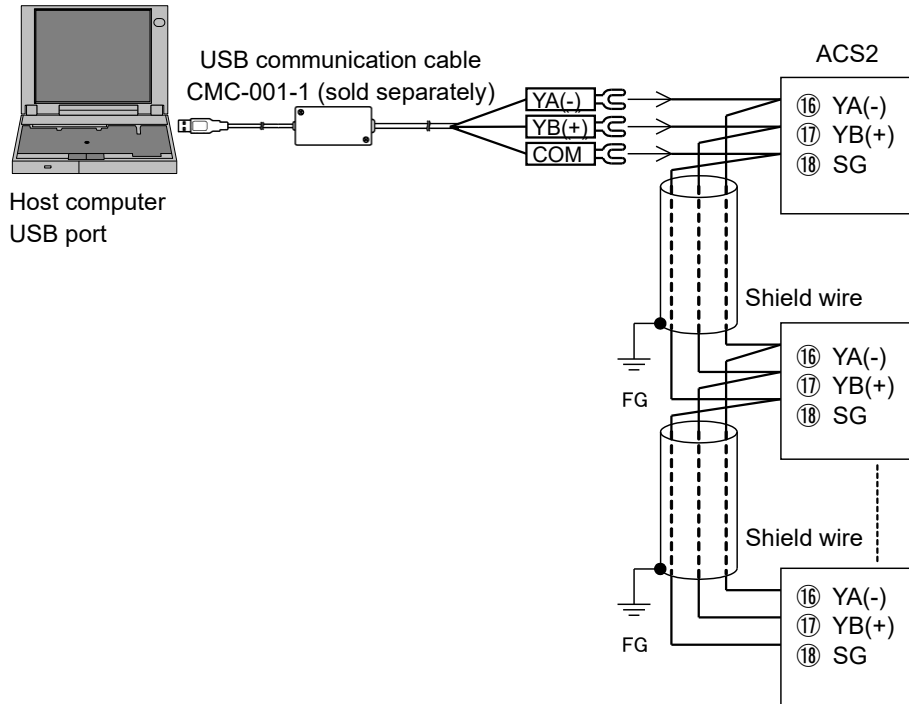 USB communication cable
CMC-001-1 (sold separately)
Host computer
USB port
YA(-)
YB(+)
COM
ACS2
⑯ YA(-)
⑰ YB(+)
⑱ SG
Shield wire
FG
⑯ YA(-)
⑰ YB(+)
⑱ SG
Shield wire
FG
⑯ YA(-)
⑰ YB(+)
⑱ SG